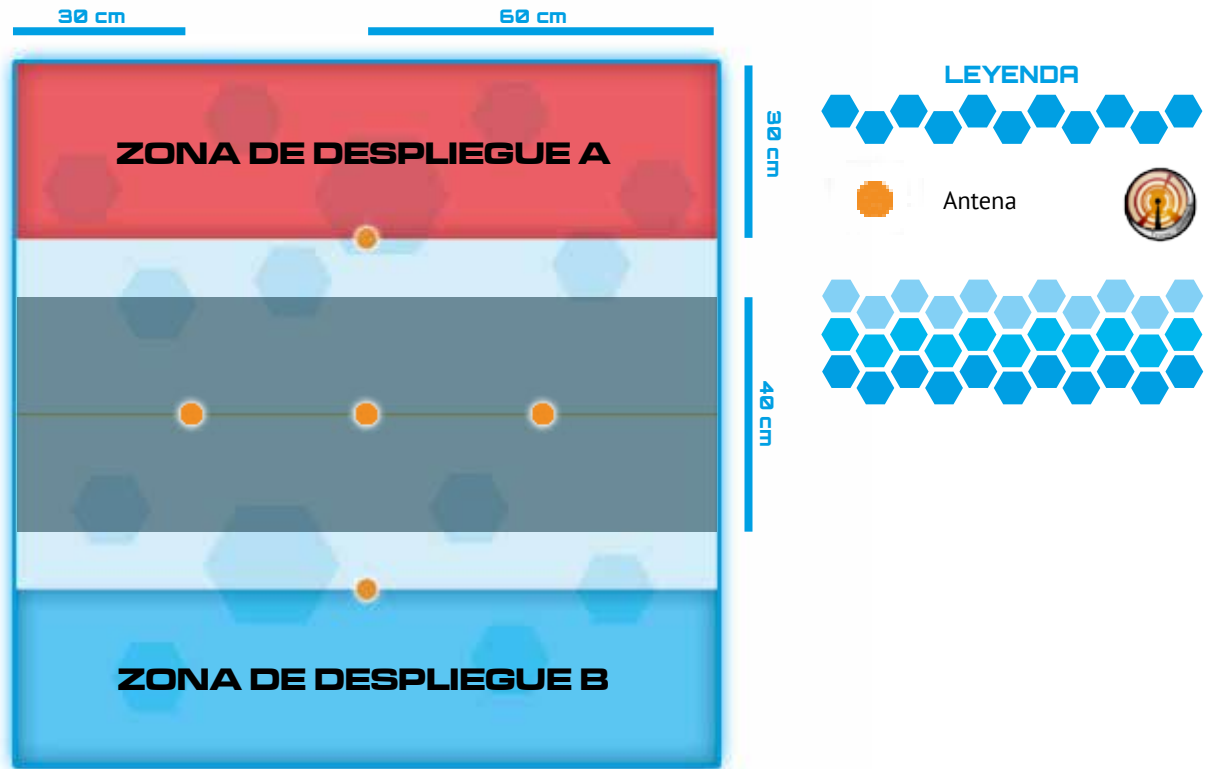 30 cm
60 cm
LEYENDA
30 cm
ZONA DE DESPLIEGUE A
Antena
40 cm
ZONA DE DESPLIEGUE B